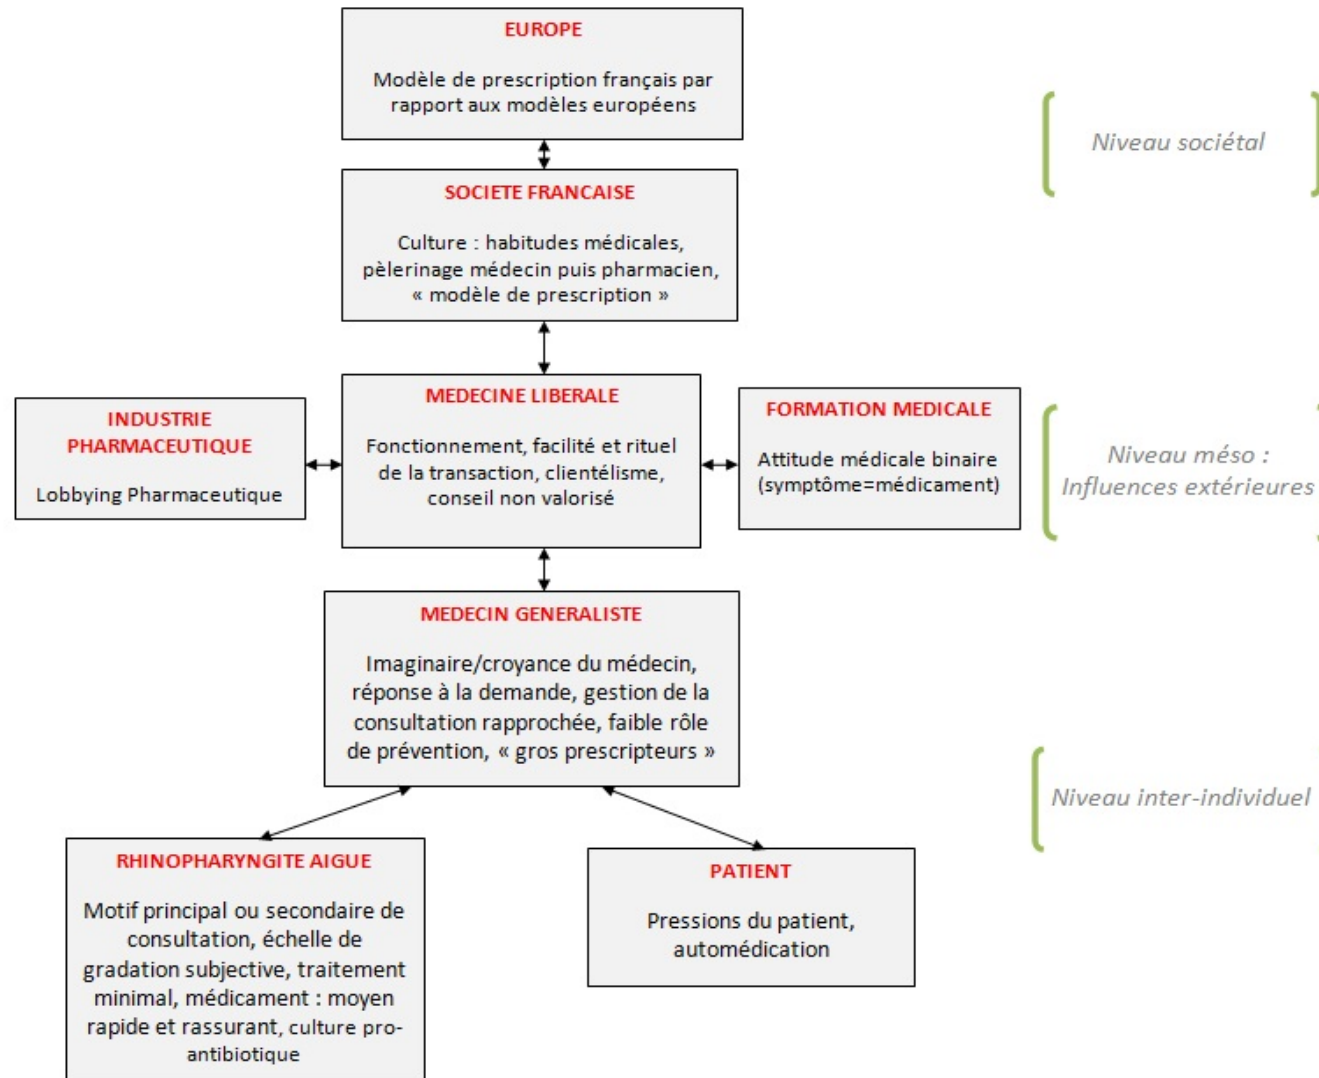 EUROPE
Modèle de prescription français par
rapport aux modèles européens
Niveau sociétal
SOCIETE FRANCAISE
Culture : habitudes médicales,
pèlerinage médecin puis pharmacien,
« modèle de prescription »
INDUSTRIE
PHARMACEUTIQUE
Lobbying Pharmaceutique
MEDECINE LIBERALE
Fonctionnement, facilité et rituel
de la transaction, clientélisme,
conseil non valorisé
FORMATION MEDICALE
Attitude médicale binaire
(symptôme=médicament)
Niveau méso :
Influences extérieures
MEDECIN GENERALISTE
Imaginaire/croyance du médecin,
réponse à la demande, gestion de la
consultation rapprochée, faible rôle
de prévention, « gros prescripteurs »
Niveau inter-individuel
RHINOPHARYNGITE AIGUE
Motif principal ou secondaire de
consultation, échelle de
gradation subjective, traitement
minimal, médicament : moyen
rapide et rassurant, culture pro-
antibiotique
PATIENT
Pressions du patient,
automédication